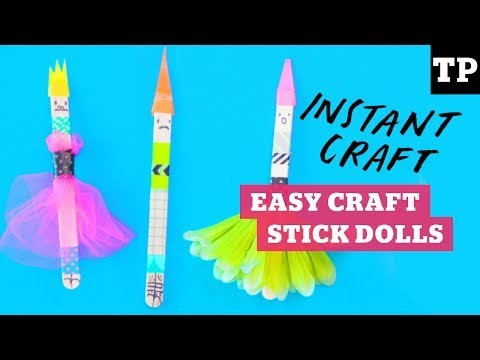 TP
INSTANT
CRAFT
EASY CRAFT
STICK DOLLS